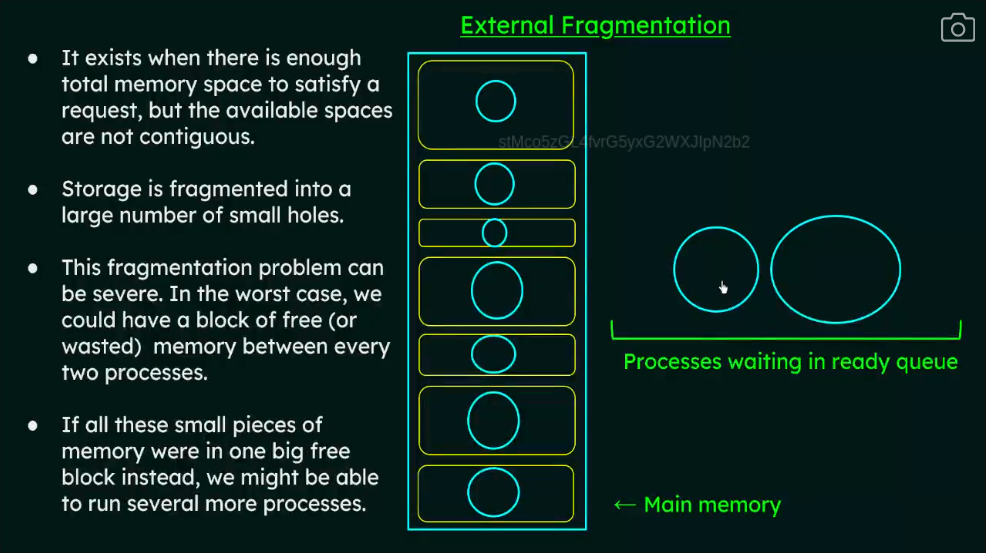 External Fragmentation
● It exists when there is enough
total memory space to satisfy a
request, but the available spaces
are not contiguous.
● Storage is fragmented into a
large number of small holes.
● This fragmentation problem can
be severe. In the worst case, we
could have a block of free (or
wasted) memory between every
two processes.
● If all these small pieces of
memory were in one big free
block instead, we might be able
to run several more processes.
Processes waiting in ready queue
← Main memory